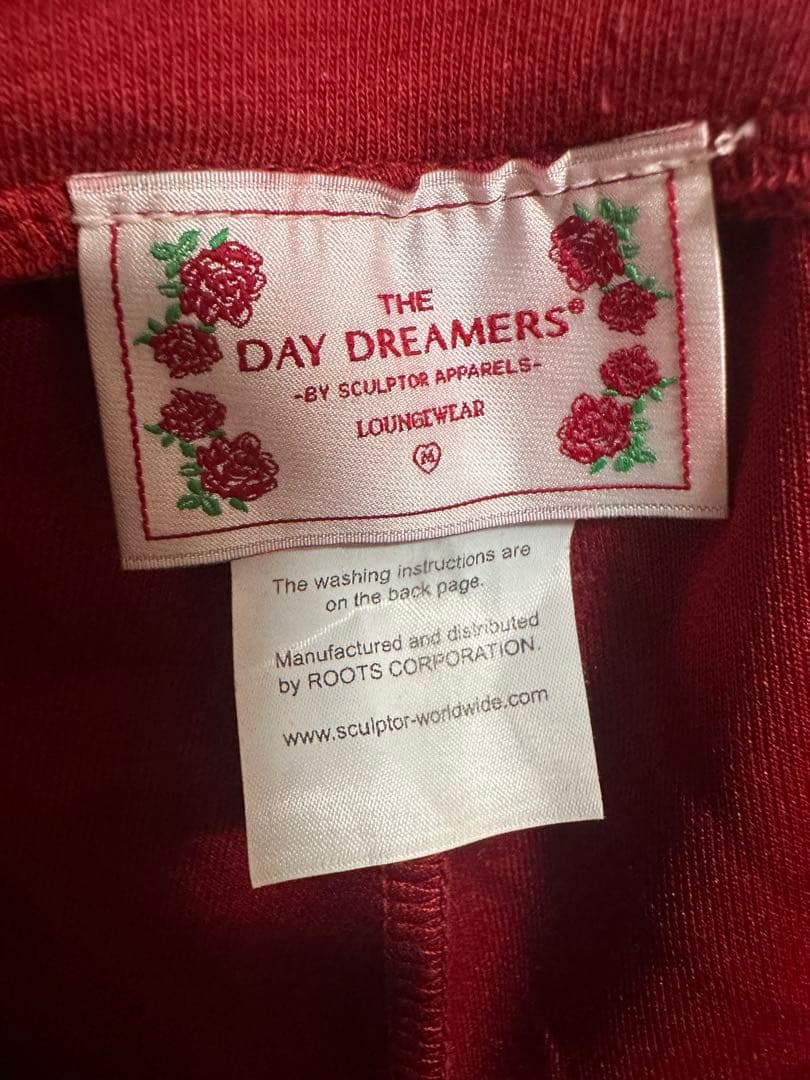 THE
DAY DREAMERS®
-BY SCULPTOR APPARELS-
LOUNGEWEAR
M
The washing instructions are
on the back page.
Manufactured and distributed
by ROOTS CORPORATION.
www.sculptor-worldwide.com